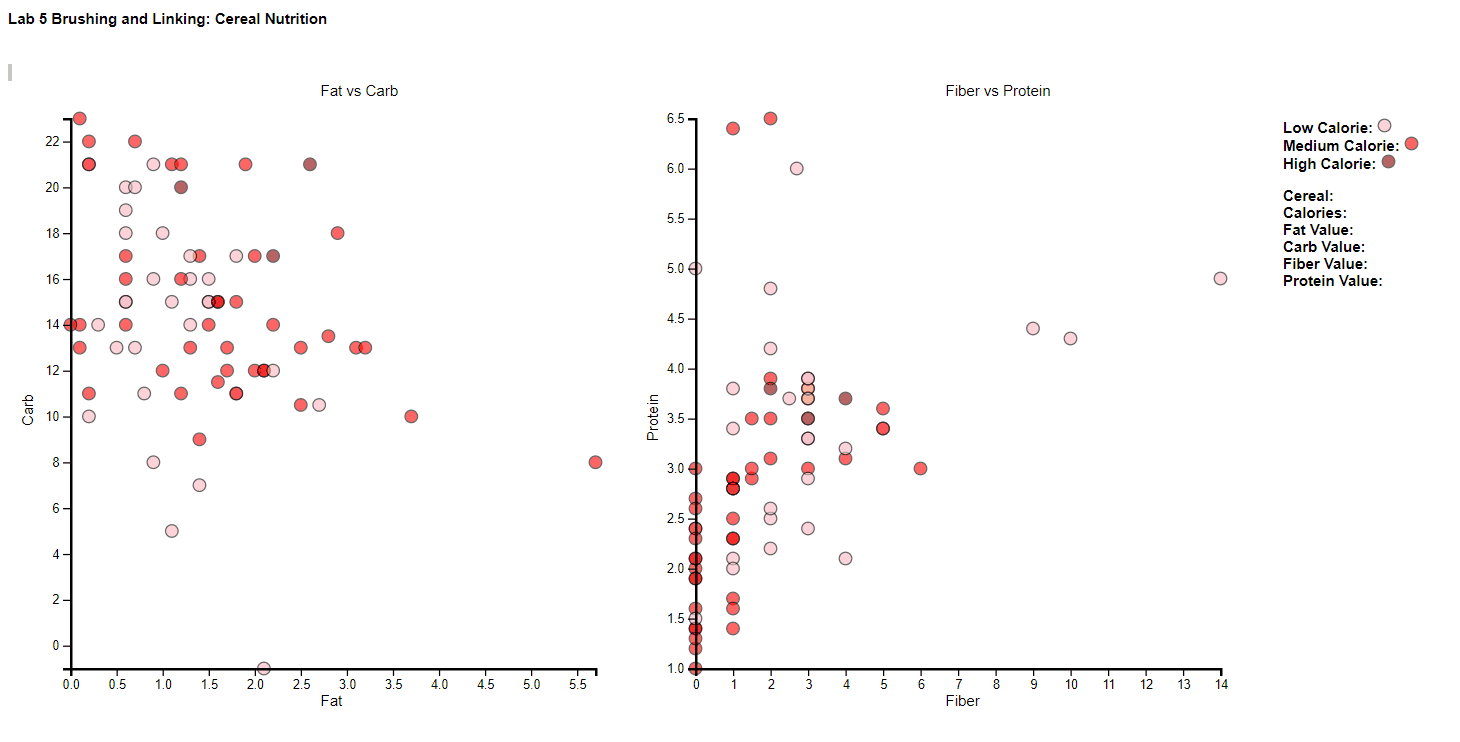 Lab 5 Brushing and Linking: Cereal Nutrition
Fat vs Carb
22
20
18
16
14
12
10
8
6
4
2
0
Carb
0.0 0.5 1.0 1.5 2.0 2.5 3.0 3.5 4.0 4.5 5.0 5.5
Fat
Fiber vs Protein
6.5
6.0
5.5
5.0
4.5
4.0
3.5
3.0
2.5
2.0
1.5
1.0
Protein
0 1 2 3 4 5 6 7 8 9 10 11 12 13 14
Fiber
Low Calorie:
Medium Calorie:
High Calorie:
Cereal:
Calories:
Fat Value:
Carb Value:
Fiber Value:
Protein Value: